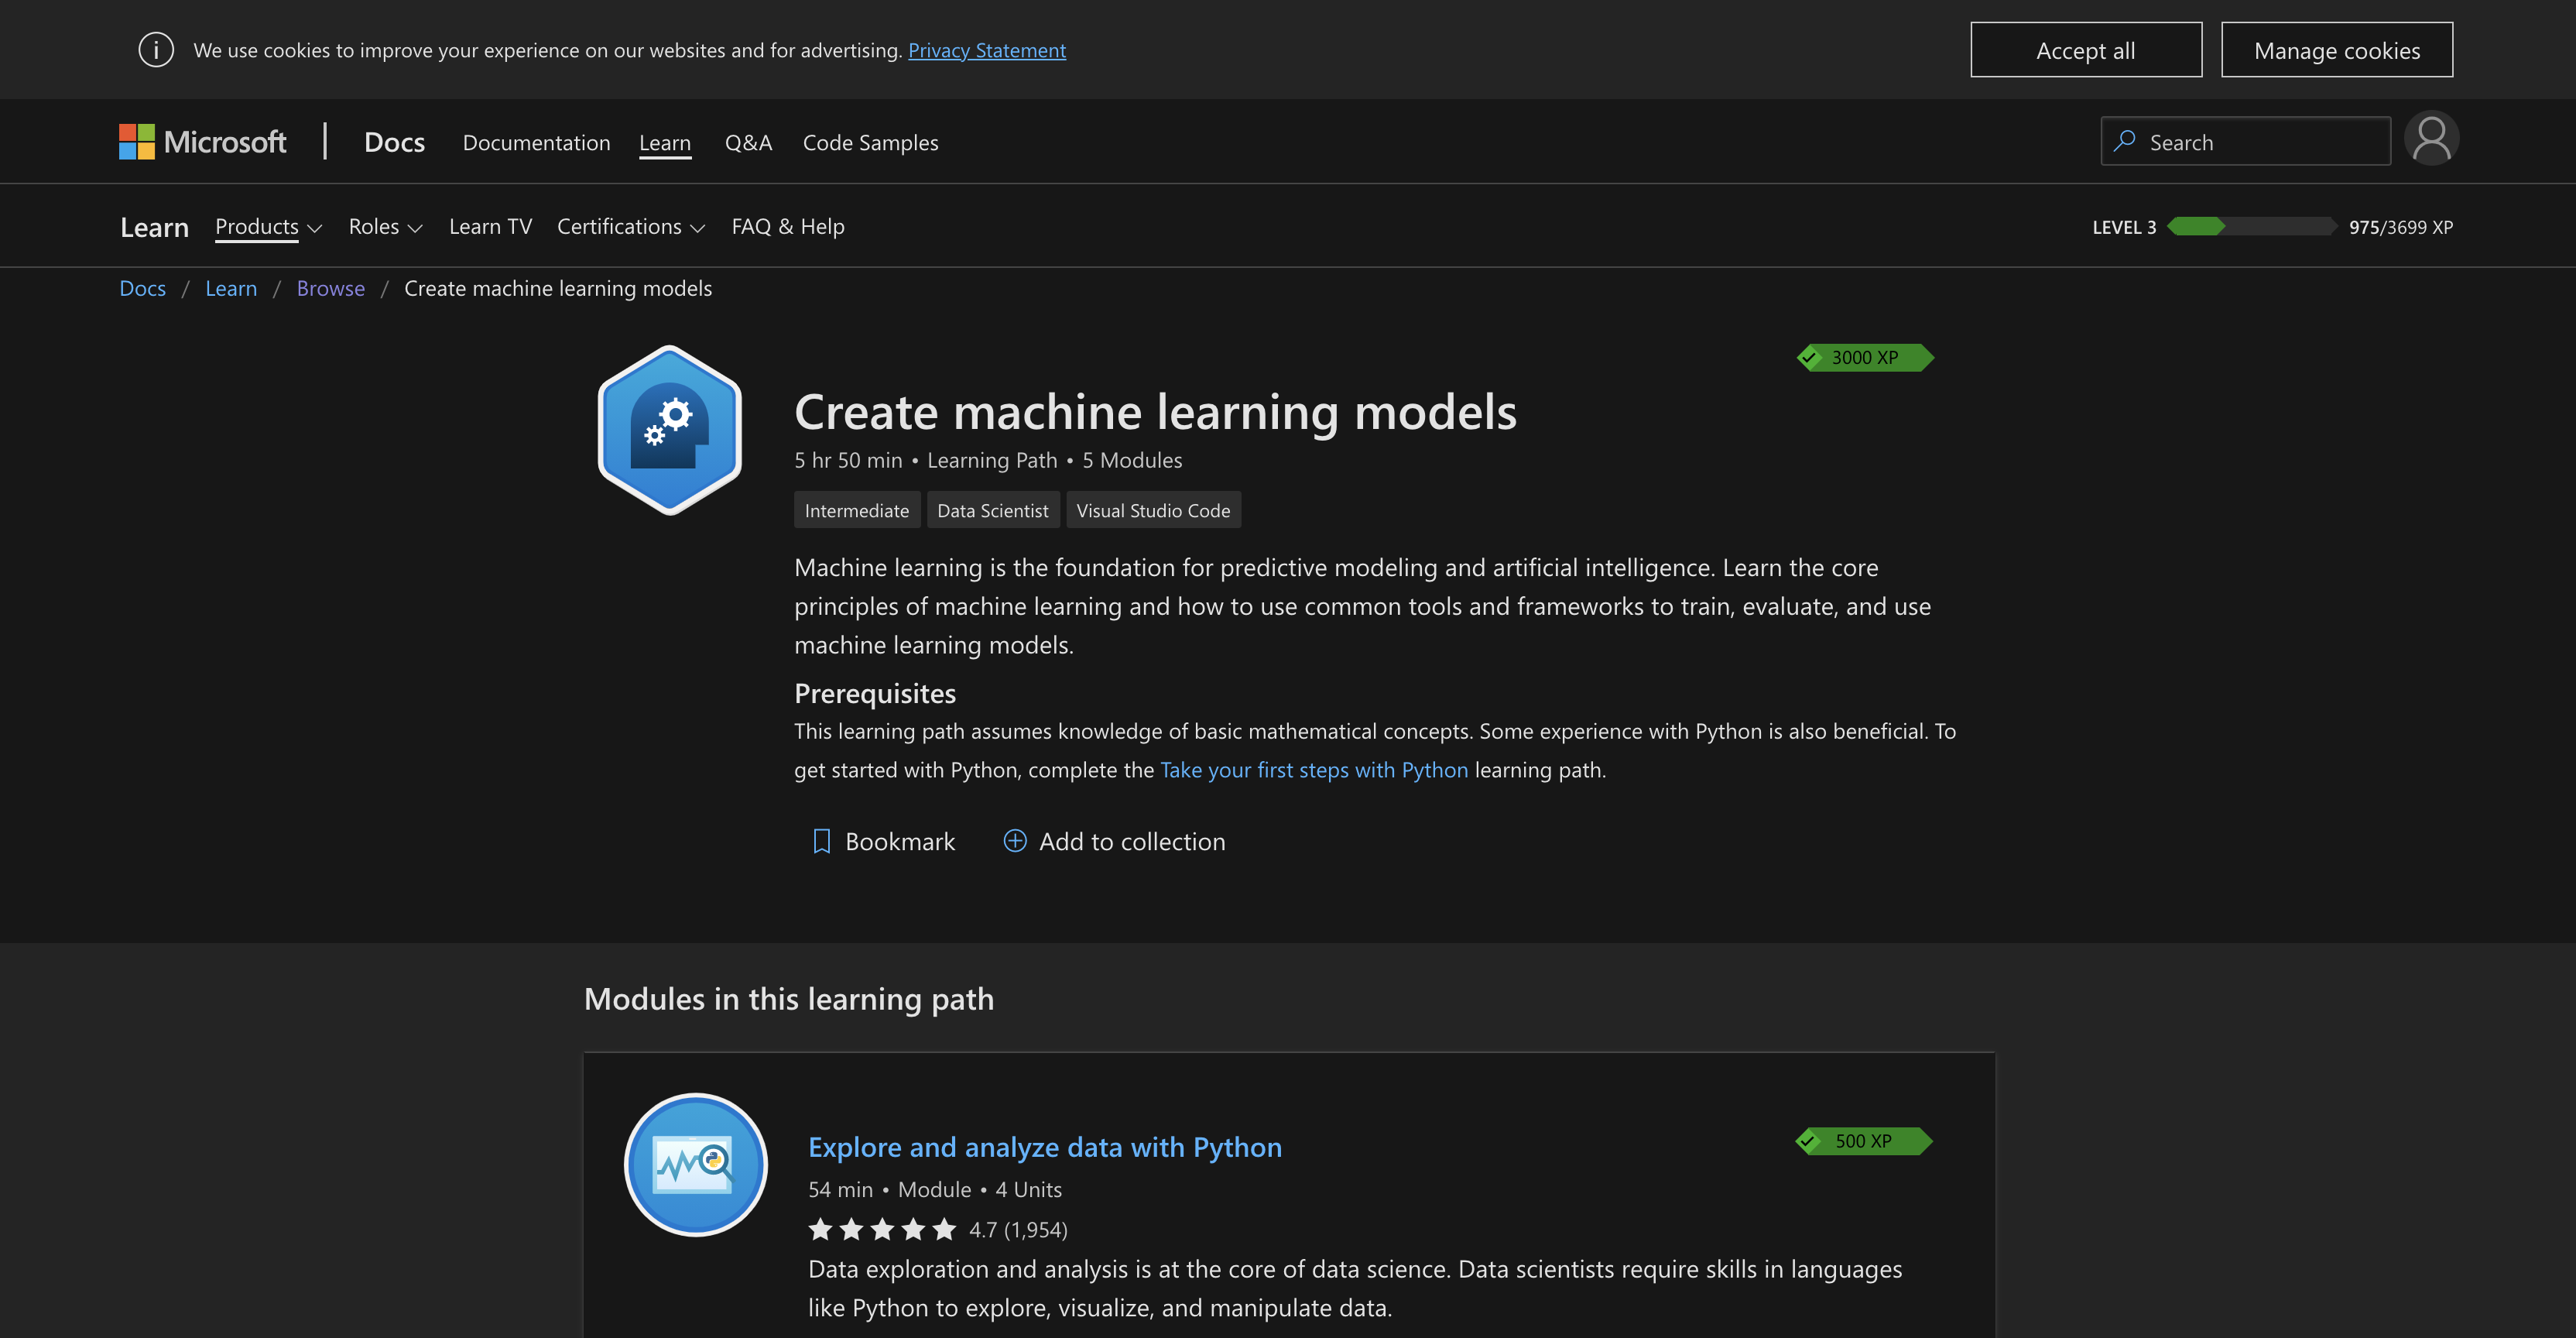 We use cookies to improve your experience on our websites and for advertising. Privacy Statement
Accept all
Manage cookies
Microsoft
Docs
Documentation
Learn
Q&A
Code Samples
Search
Learn
Products
Roles
Learn TV
Certifications
FAQ & Help
LEVEL 3
975/3699 XP
Docs / Learn / Browse / Create machine learning models
3000 XP
Create machine learning models
5 hr 50 min • Learning Path • 5 Modules
Intermediate
Data Scientist
Visual Studio Code
Machine learning is the foundation for predictive modeling and artificial intelligence. Learn the core
principles of machine learning and how to use common tools and frameworks to train, evaluate, and use
machine learning models.
Prerequisites
This learning path assumes knowledge of basic mathematical concepts. Some experience with Python is also beneficial. To
get started with Python, complete the Take your first steps with Python learning path.
Bookmark
Add to collection
Modules in this learning path
Explore and analyze data with Python
500 XP
54 min • Module • 4 Units
4.7 (1,954)
Data exploration and analysis is at the core of data science. Data scientists require skills in languages
like Python to explore, visualize, and manipulate data.